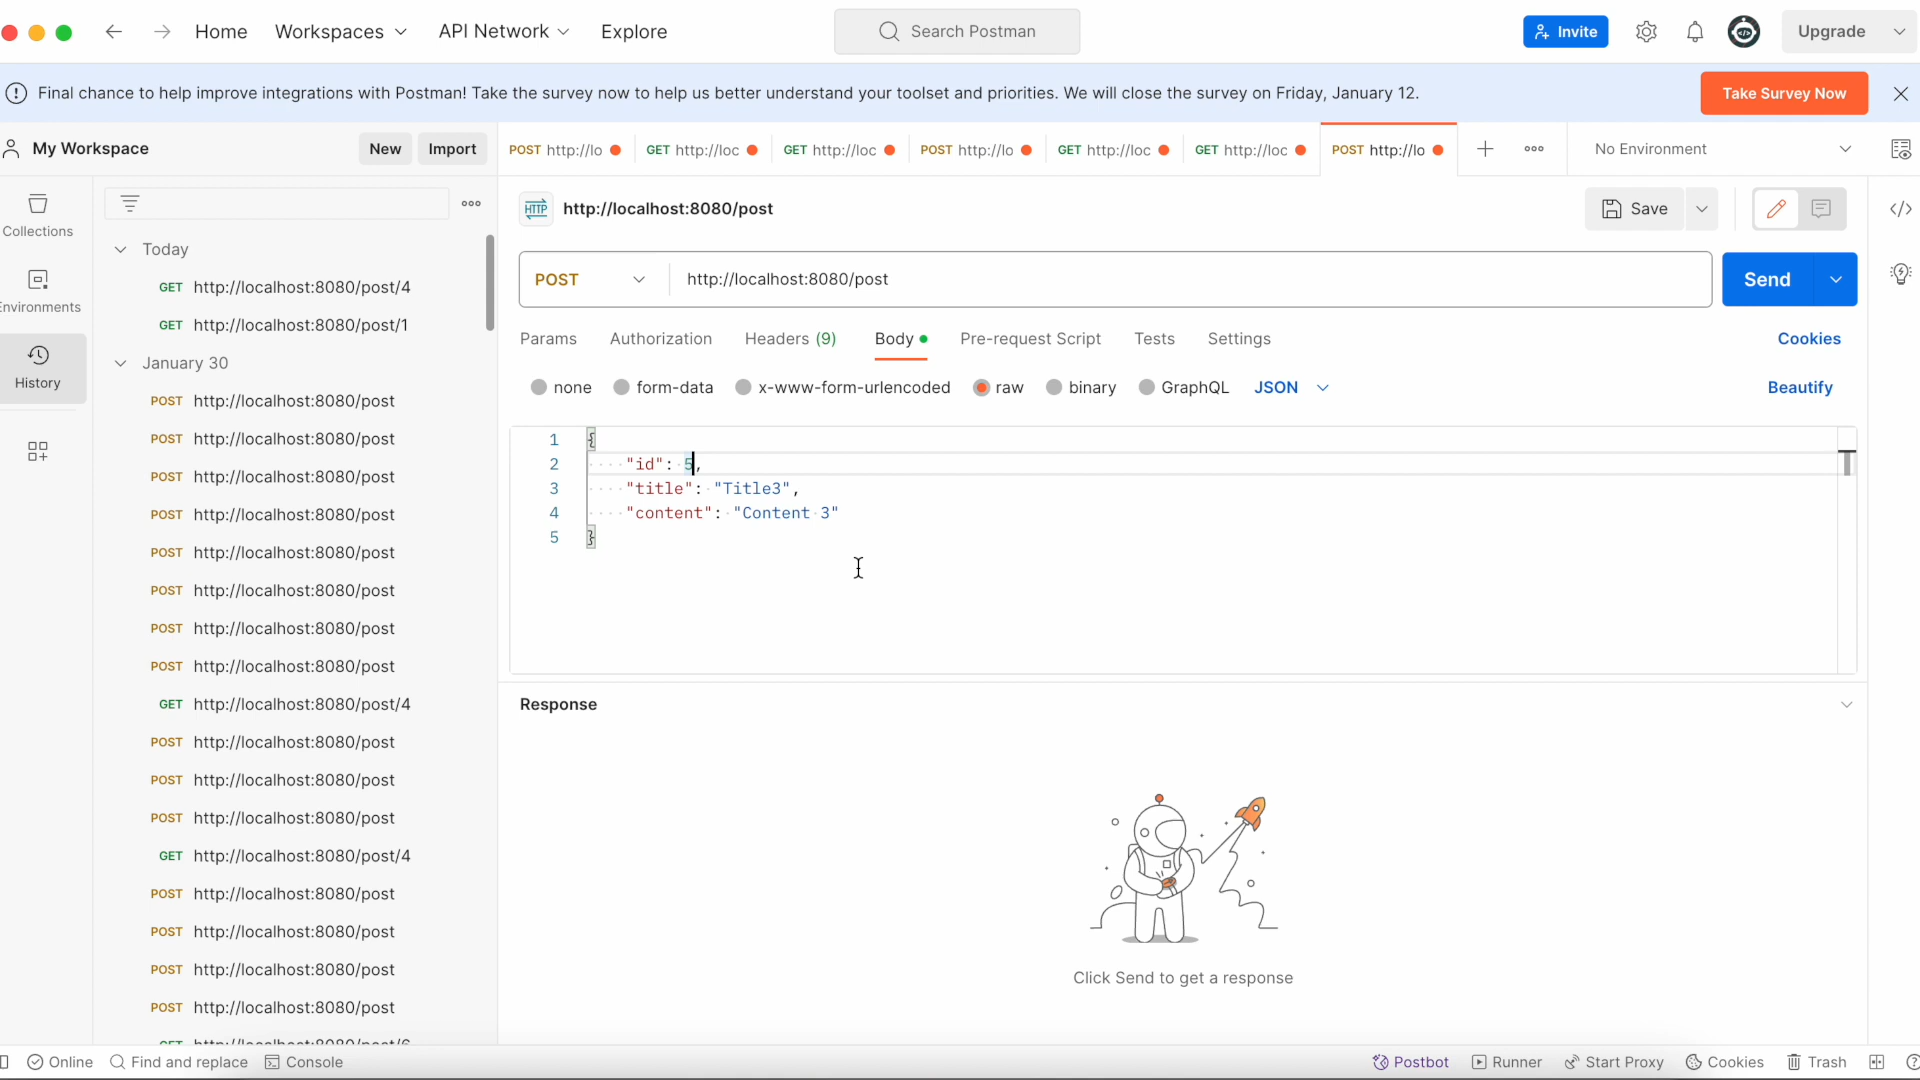 Home Workspaces API Network Explore Search Postman Invite Upgrade
Final chance to help improve integrations with Postman! Take the survey now to help us better understand your toolset and priorities. We will close the survey on Friday, January 12. Take Survey Now
My Workspace New Import
POST http://lo GET http://loc GET http://loc POST http://lo GET http://loc GET http://loc POST http://lo No Environment
Collections
Environments
History
Today
GET http://localhost:8080/post/4
GET http://localhost:8080/post/1
January 30
POST http://localhost:8080/post
POST http://localhost:8080/post
POST http://localhost:8080/post
POST http://localhost:8080/post
POST http://localhost:8080/post
POST http://localhost:8080/post
POST http://localhost:8080/post
POST http://localhost:8080/post
GET http://localhost:8080/post/4
POST http://localhost:8080/post
POST http://localhost:8080/post
POST http://localhost:8080/post
GET http://localhost:8080/post/4
POST http://localhost:8080/post
POST http://localhost:8080/post
POST http://localhost:8080/post
POST http://localhost:8080/post
GET http://localhost:8080/post/6
HTTP http://localhost:8080/post Save
POST http://localhost:8080/post Send
Params Authorization Headers (9) Body Pre-request Script Tests Settings Cookies
none form-data x-www-form-urlencoded raw binary GraphQL JSON Beautify
1 {
2 "id": 5,
3 "title": "Title3",
4 "content": "Content 3"
5 }
Response
Click Send to get a response
Online Find and replace Console Postbot Runner Start Proxy Cookies Trash